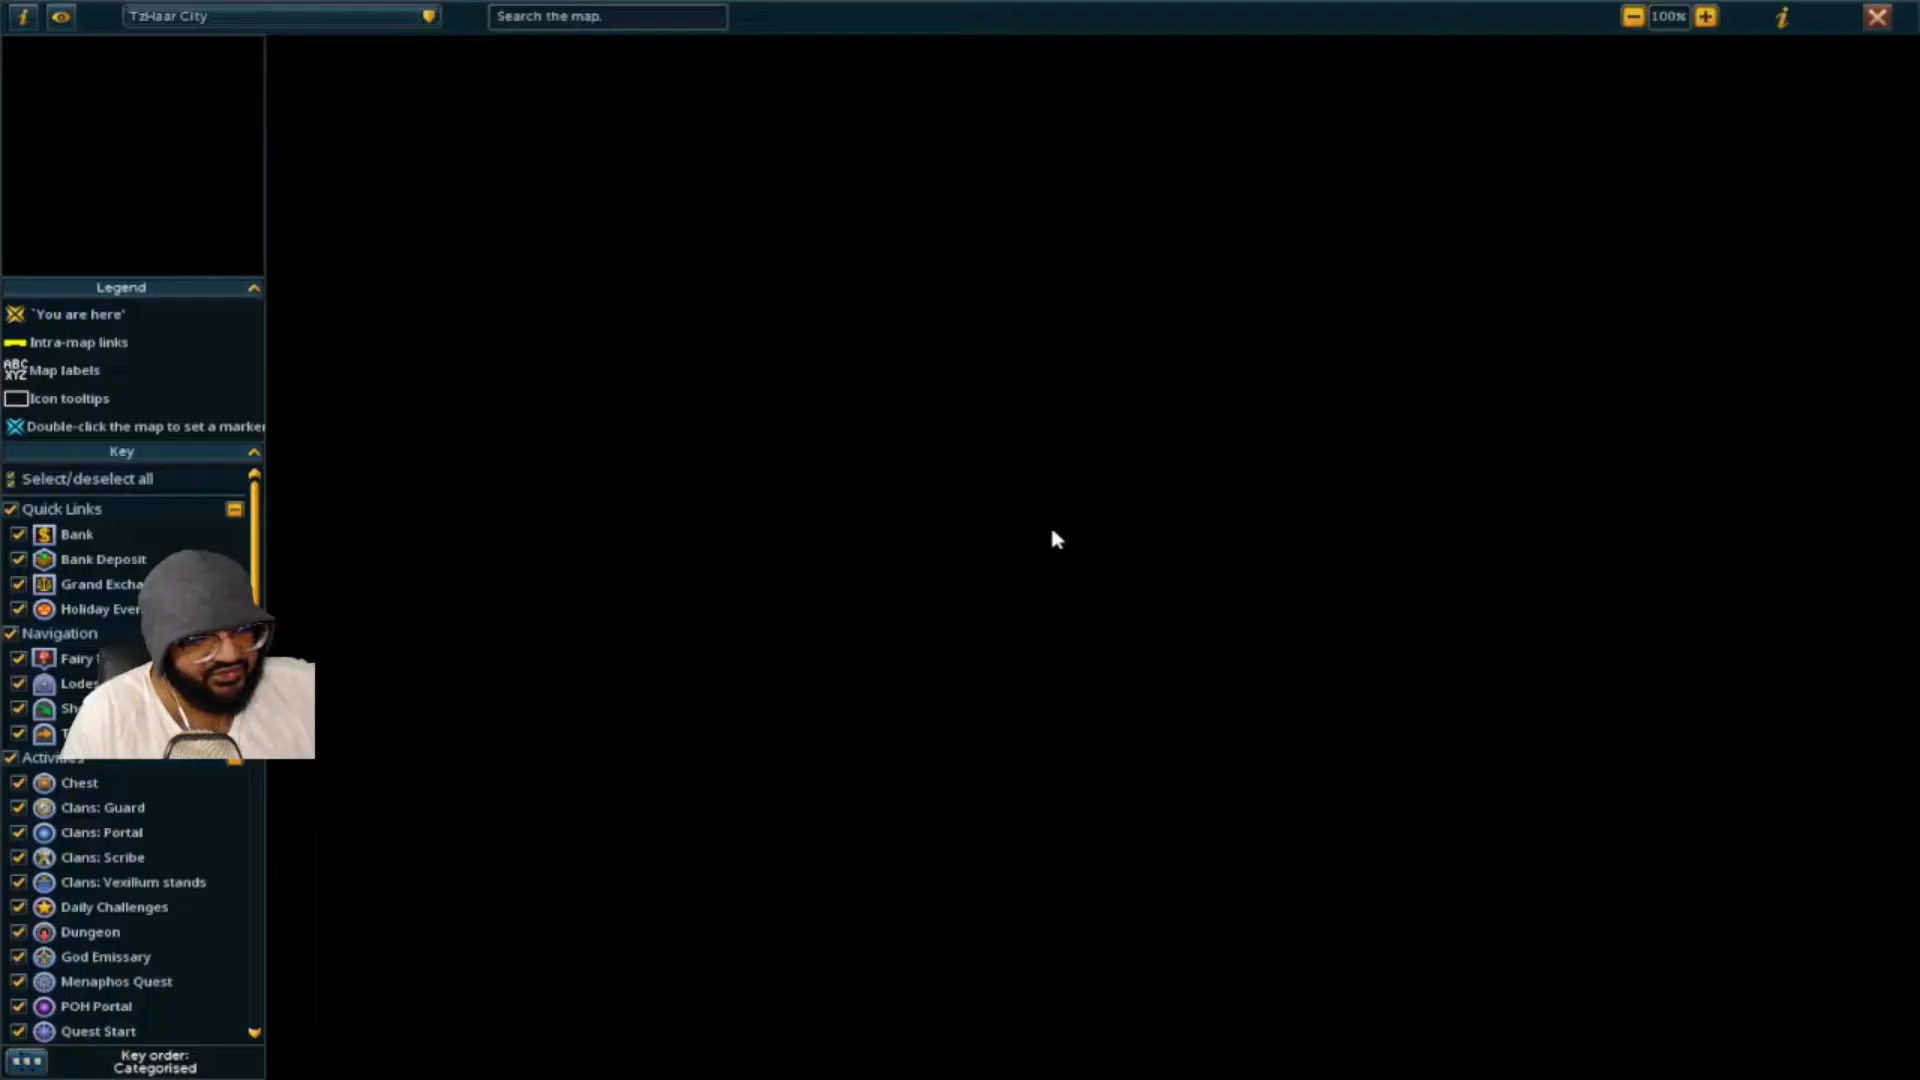 TzHaar City
Search the map.
100%
Legend
`You are here'
Intra-map links
ABC
XYZ
Map labels
Icon tooltips
Double-click the map to set a marker
Key
Select/deselect all
Quick Links
Bank
Bank Deposit
Grand Excha
Holiday Even
Navigation
Fairy
Lodes
Activities
Chest
Clans: Guard
Clans: Portal
Clans: Scribe
Clans: Vexillum stands
Daily Challenges
Dungeon
God Emissary
Menaphos Quest
POH Portal
Quest Start
Key order:
Categorised